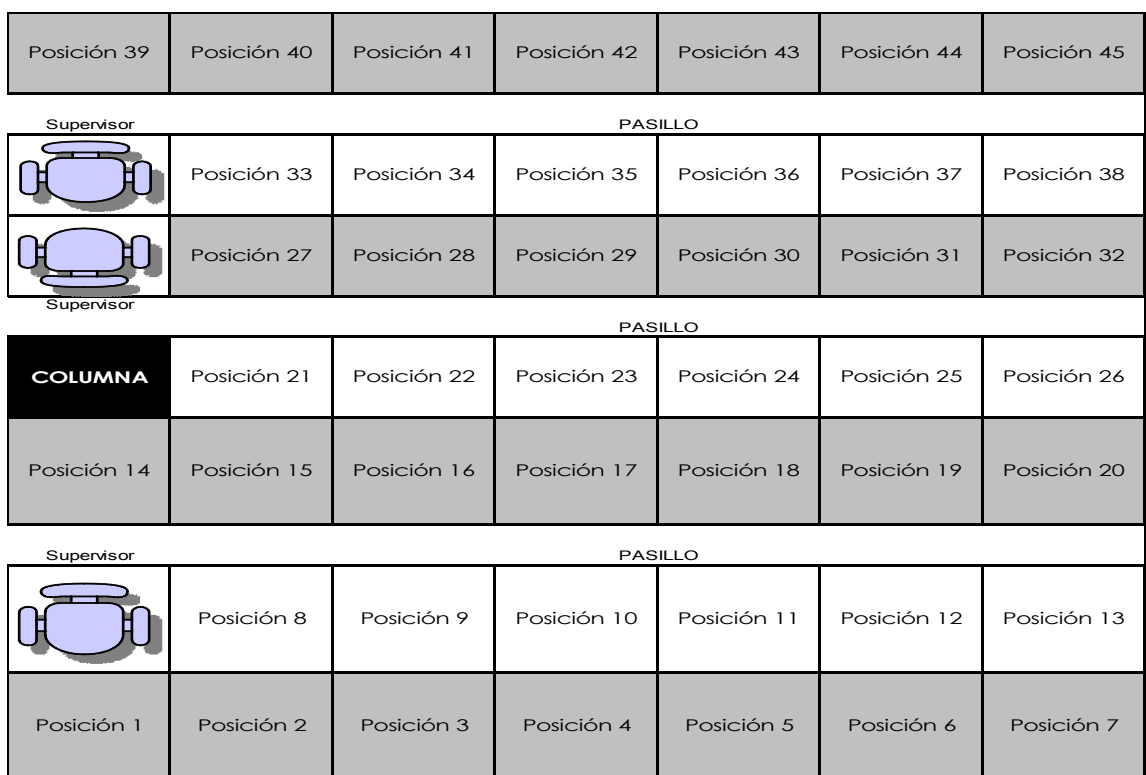 Posición 39 Posición 40 Posición 41 Posición 42 Posición 43 Posición 44 Posición 45
Supervisor PASILLO
Posición 33 Posición 34 Posición 35 Posición 36 Posición 37 Posición 38
Posición 27 Posición 28 Posición 29 Posición 30 Posición 31 Posición 32
Supervisor
PASILLO
COLUMNA Posición 21 Posición 22 Posición 23 Posición 24 Posición 25 Posición 26
Posición 14 Posición 15 Posición 16 Posición 17 Posición 18 Posición 19 Posición 20
Supervisor PASILLO
Posición 8 Posición 9 Posición 10 Posición 11 Posición 12 Posición 13
Posición 1 Posición 2 Posición 3 Posición 4 Posición 5 Posición 6 Posición 7